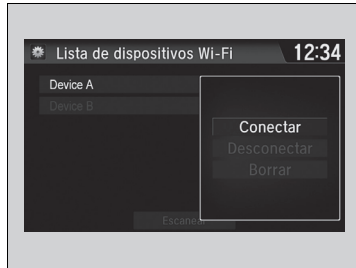 Lista de dispositivos Wi-Fi
12:34
Device A
Device B
Conectar
Desconectar
Borrar
Escanear